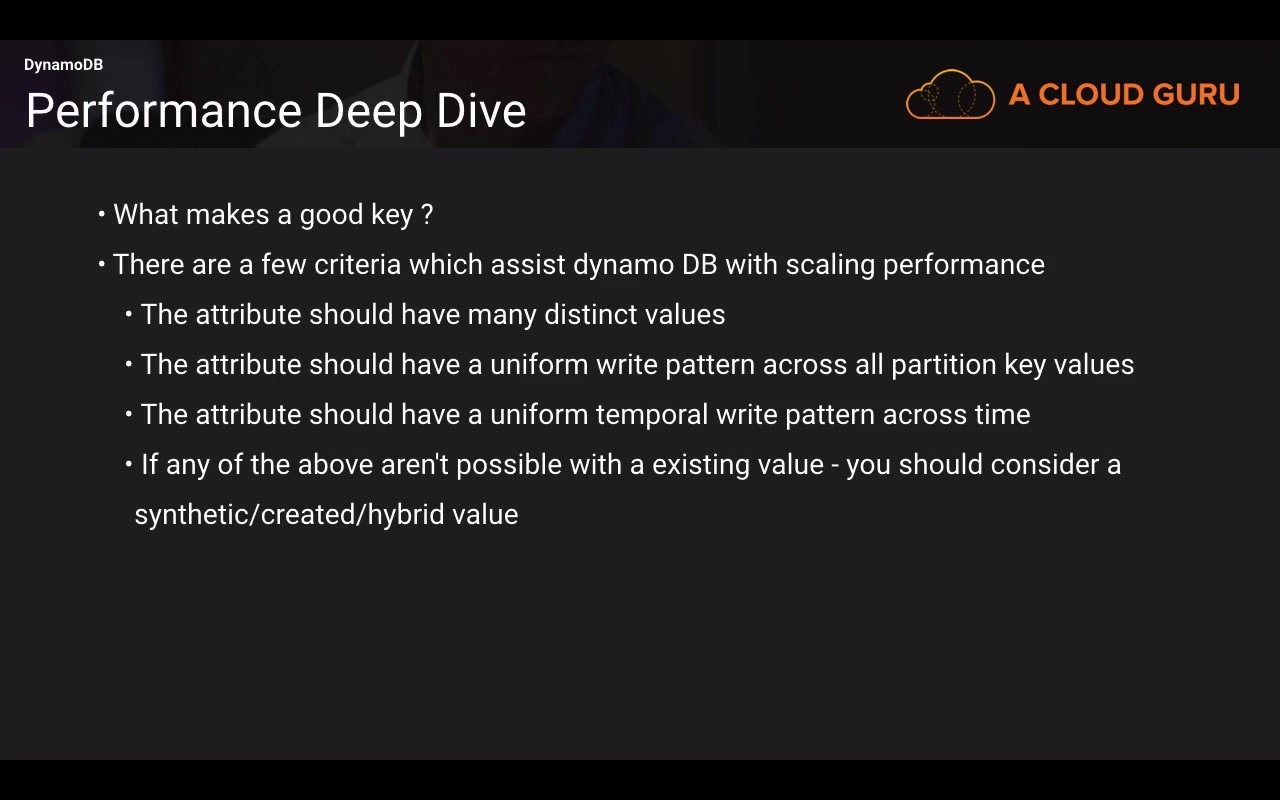 DynamoDB
Performance Deep Dive
A CLOUD GURU
• What makes a good key ?
• There are a few criteria which assist dynamo DB with scaling performance
• The attribute should have many distinct values
• The attribute should have a uniform write pattern across all partition key values
• The attribute should have a uniform temporal write pattern across time
• If any of the above aren't possible with a existing value - you should consider a
synthetic/created/hybrid value